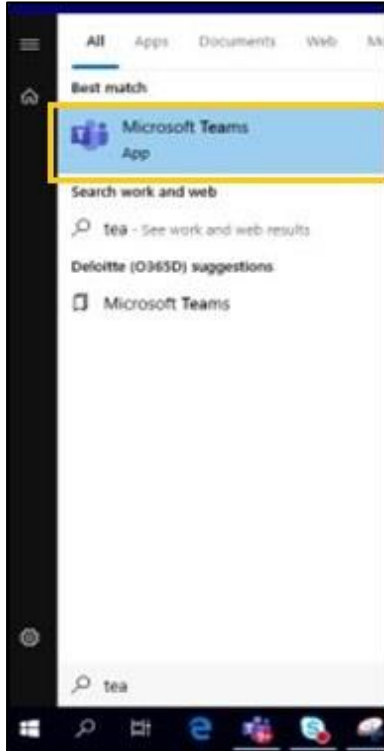 All Apps Documents Web
Best match
Microsoft Teams
App
Search work and web
tea - See work and web results
Deloitte (O365D) suggestions
Microsoft Teams
tea